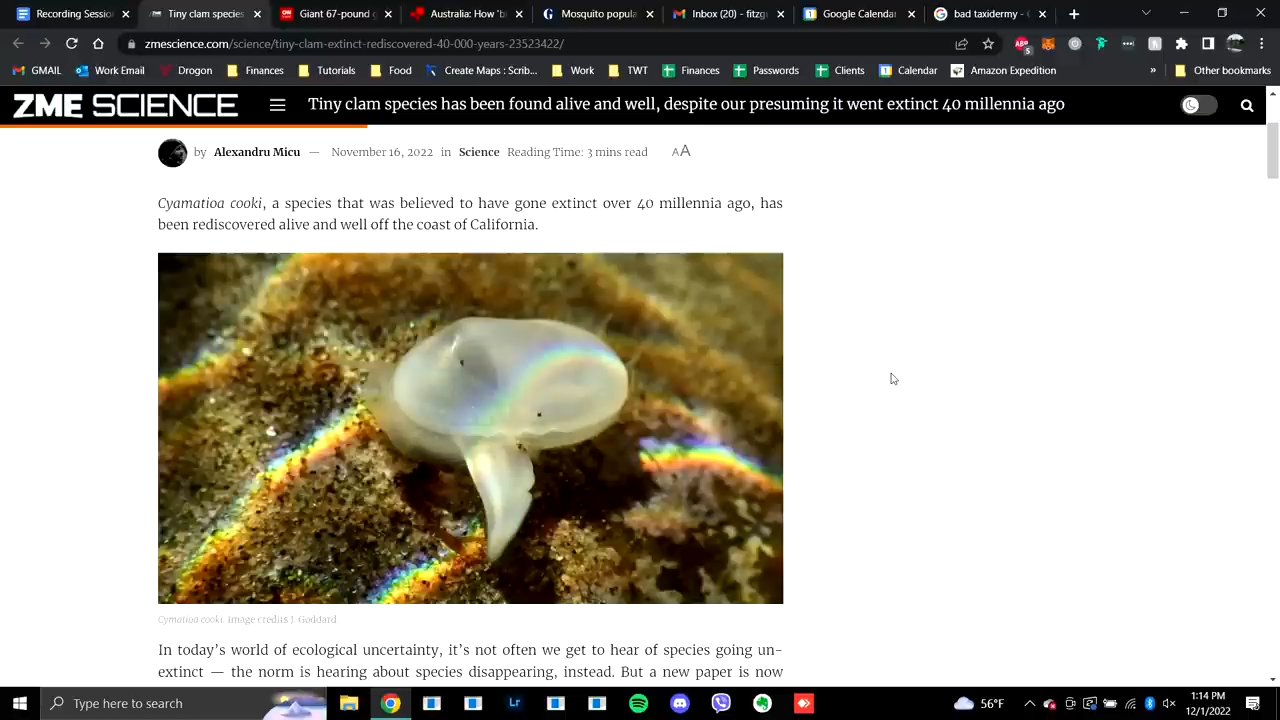 Recording Sessio
Tiny clam species
Giant 67-pound g
Australia: How 'b
Mosquito popula
Inbox (20) - fitzgu
Google Calendar
bad taxidermy - G
zmescience.com/science/tiny-clam-extinct-rediscovered-40-000-years-23523422/
GMAIL
Work Email
Drogon
Finances
Tutorials
Food
Create Maps : Scrib...
Work
TWT
Finances
Passwords
Clients
Calendar
Amazon Expedition
»
Other bookmarks
ZME SCIENCE
Tiny clam species has been found alive and well, despite our presuming it went extinct 40 millennia ago
by Alexandru Micu — November 16, 2022 in Science Reading Time: 3 mins read AA
Cyamatioa cooki, a species that was believed to have gone extinct over 40 millennia ago, has
been rediscovered alive and well off the coast of California.
Cymatioa cooki. Image credits J. Goddard
In today's world of ecological uncertainty, it's not often we get to hear of species going un-
extinct — the norm is hearing about species disappearing, instead. But a new paper is now
Type here to search
56°F
1:14 PM
12/1/2022